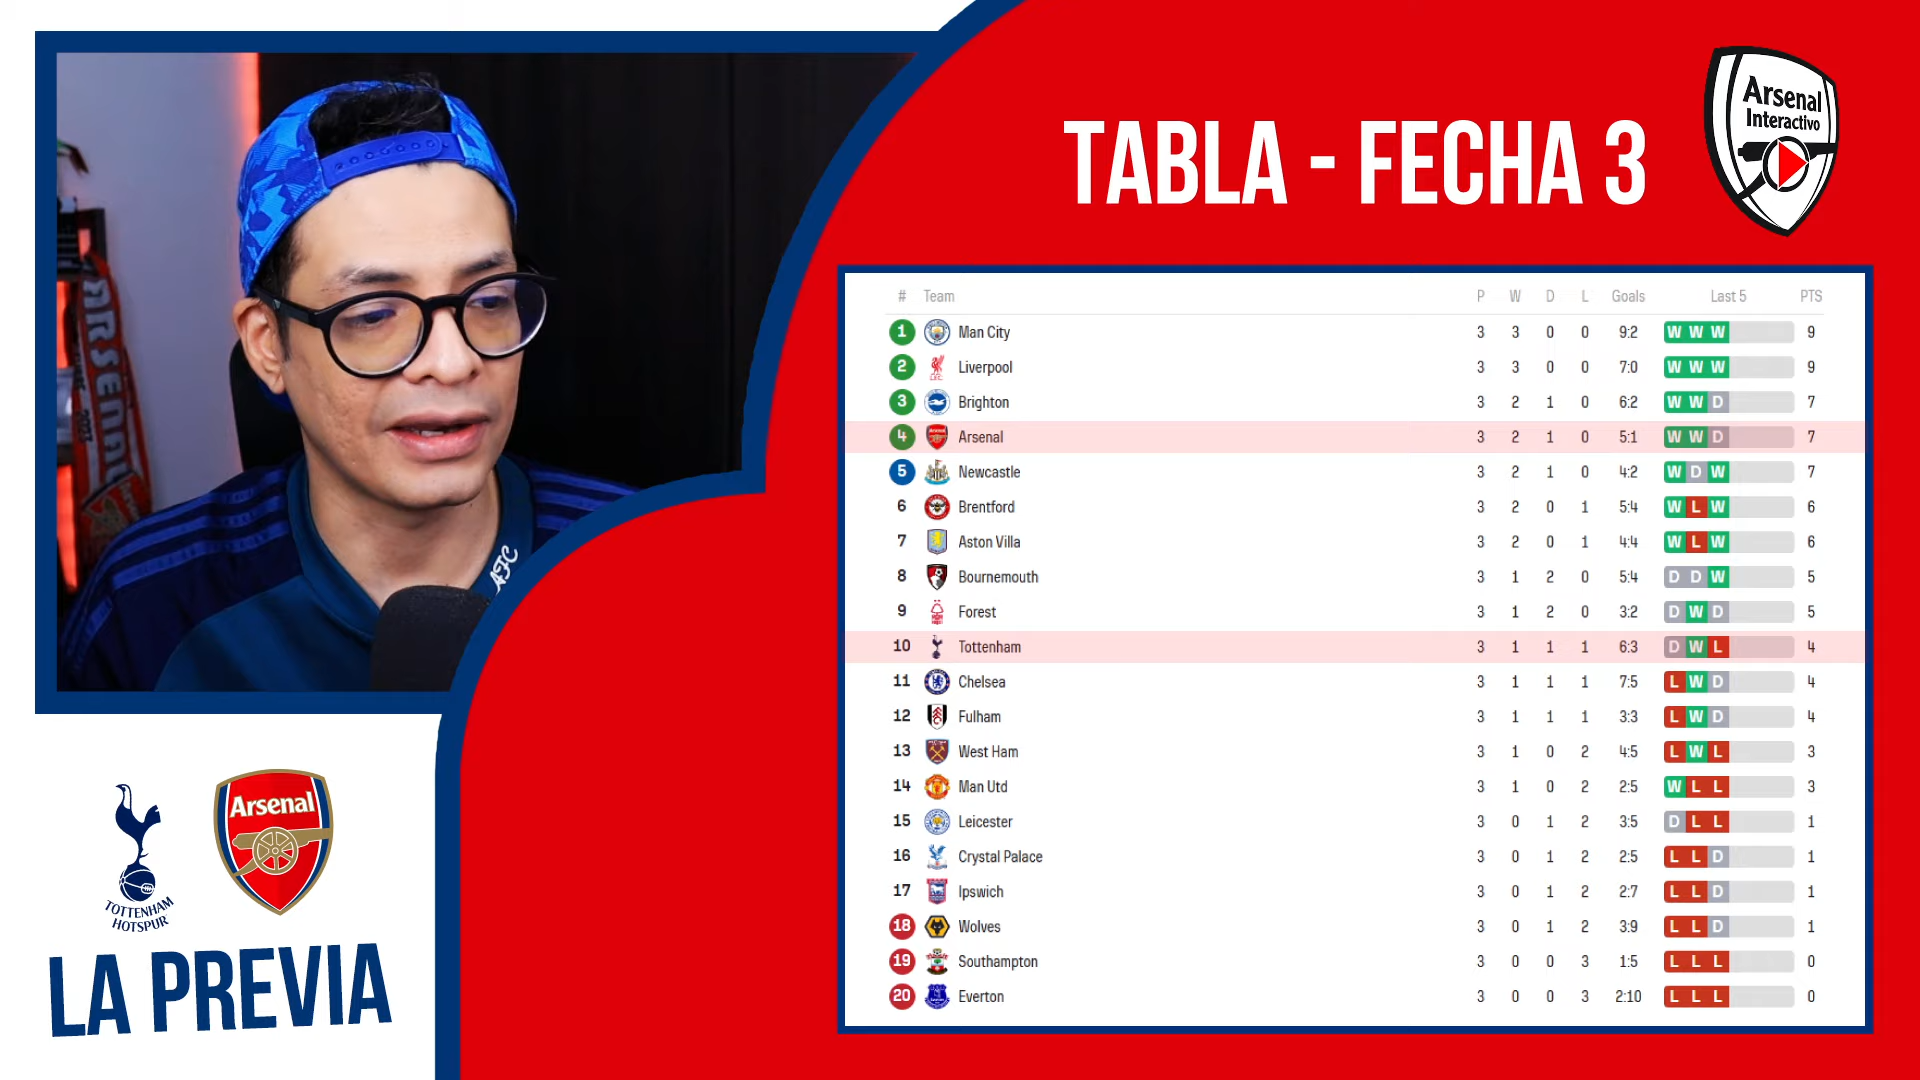 TABLA - FECHA 3
Arsenal
Interactivo
ARSENAL
AFC
# Team P W D L Goals Last 5 PTS
1 Man City 3 3 0 0 9:2 W W W 9
2 Liverpool 3 3 0 0 7:0 W W W 9
3 Brighton 3 2 1 0 6:2 W W D 7
4 Arsenal 3 2 1 0 5:1 W W D 7
5 Newcastle 3 2 1 0 4:2 W D W 7
6 Brentford 3 2 0 1 5:4 W L W 6
7 Aston Villa 3 2 0 1 4:4 W L W 6
8 Bournemouth 3 1 2 0 5:4 D D W 5
9 Forest 3 1 2 0 3:2 D W D 5
10 Tottenham 3 1 1 1 6:3 D W L 4
11 Chelsea 3 1 1 1 7:5 L W D 4
12 Fulham 3 1 1 1 3:3 L W D 4
13 West Ham 3 1 0 2 4:5 L W L 3
14 Man Utd 3 1 0 2 2:5 W L L 3
15 Leicester 3 0 1 2 3:5 D L L 1
16 Crystal Palace 3 0 1 2 2:5 L L D 1
17 Ipswich 3 0 1 2 2:7 L L D 1
18 Wolves 3 0 1 2 3:9 L L D 1
19 Southampton 3 0 0 3 1:5 L L L 0
20 Everton 3 0 0 3 2:10 L L L 0
TOTTENHAM
HOTSPUR
Arsenal
LA PREVIA